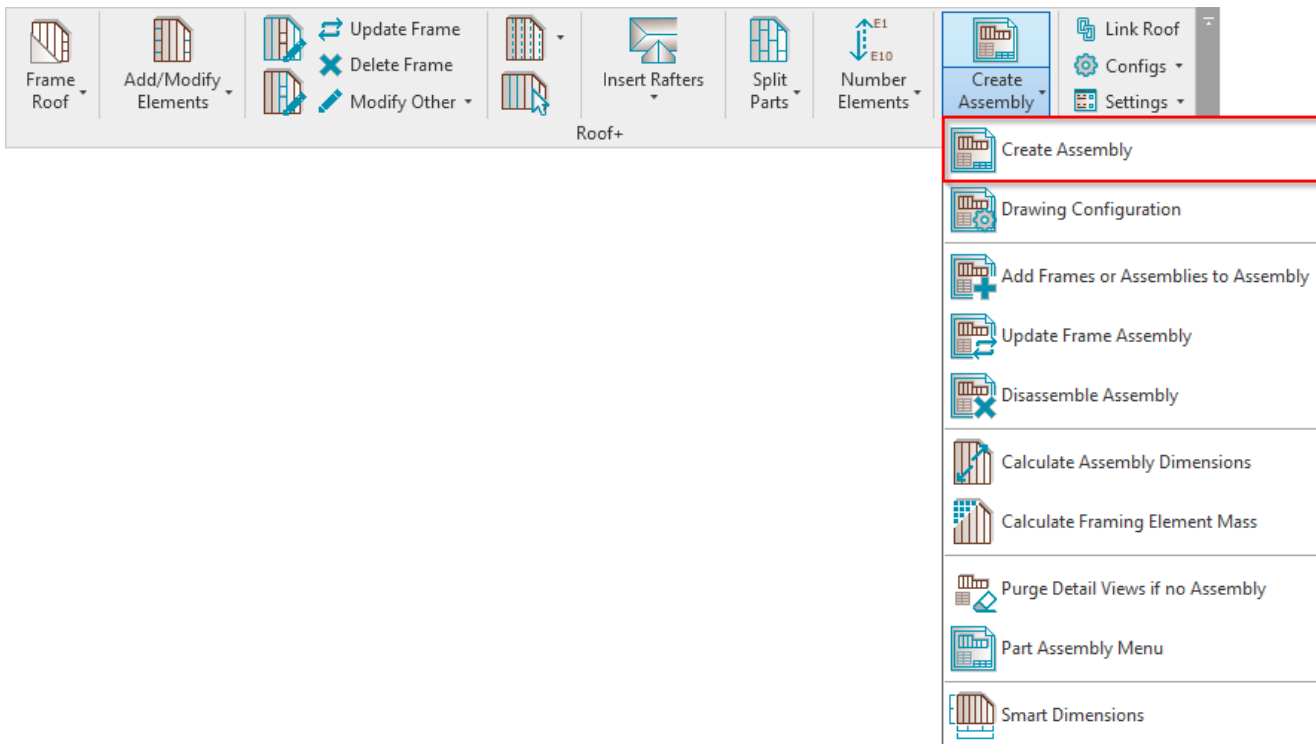 Frame
Roof
Add/Modify
Elements
Update Frame
Delete Frame
Modify Other
Insert Rafters
Split
Parts
E1
E10
Number
Elements
Create
Assembly
Link Roof
Configs
Settings
Roof+
Create Assembly
Drawing Configuration
Add Frames or Assemblies to Assembly
Update Frame Assembly
Disassemble Assembly
Calculate Assembly Dimensions
Calculate Framing Element Mass
Purge Detail Views if no Assembly
Part Assembly Menu
Smart Dimensions